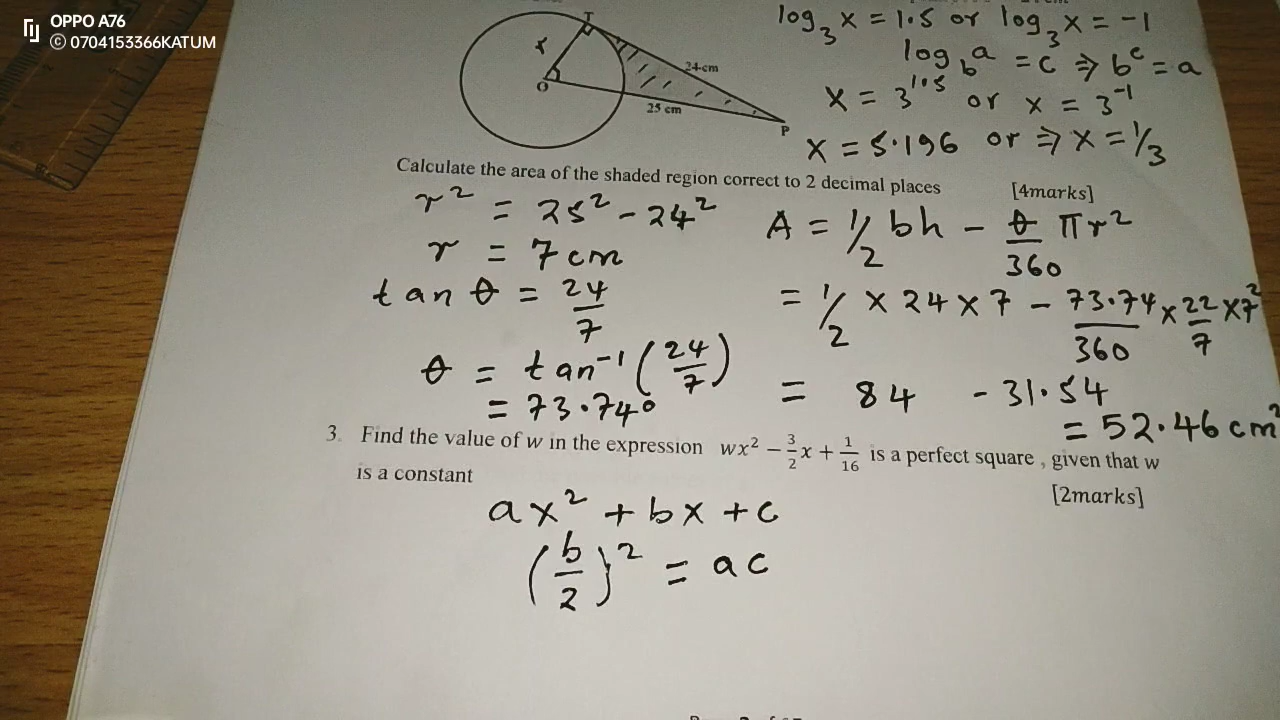 OPPO A76
© 0704153366KATUM
log₃ x = 1.5 or log₃ x = -1
log_b a = c ⇒ b^c = a
x = 3^1.5 or x = 3^-1
x = 5.196 or ⇒ x = 1/3
T
r
O
24 cm
25 cm
P
Calculate the area of the shaded region correct to 2 decimal places [4marks]
r² = 25² - 24²
r = 7 cm
tan θ = 24/7
θ = tan⁻¹ (24/7)
= 73.74°
A = 1/2 bh - θ/360 πr²
= 1/2 × 24 × 7 - 73.74/360 × 22/7 × 7²
= 84 - 31.54
= 52.46 cm²
3. Find the value of w in the expression wx² - 3/2 x + 1/16 is a perfect square , given that w
is a constant [2marks]
ax² + bx + c
(b/2)² = ac